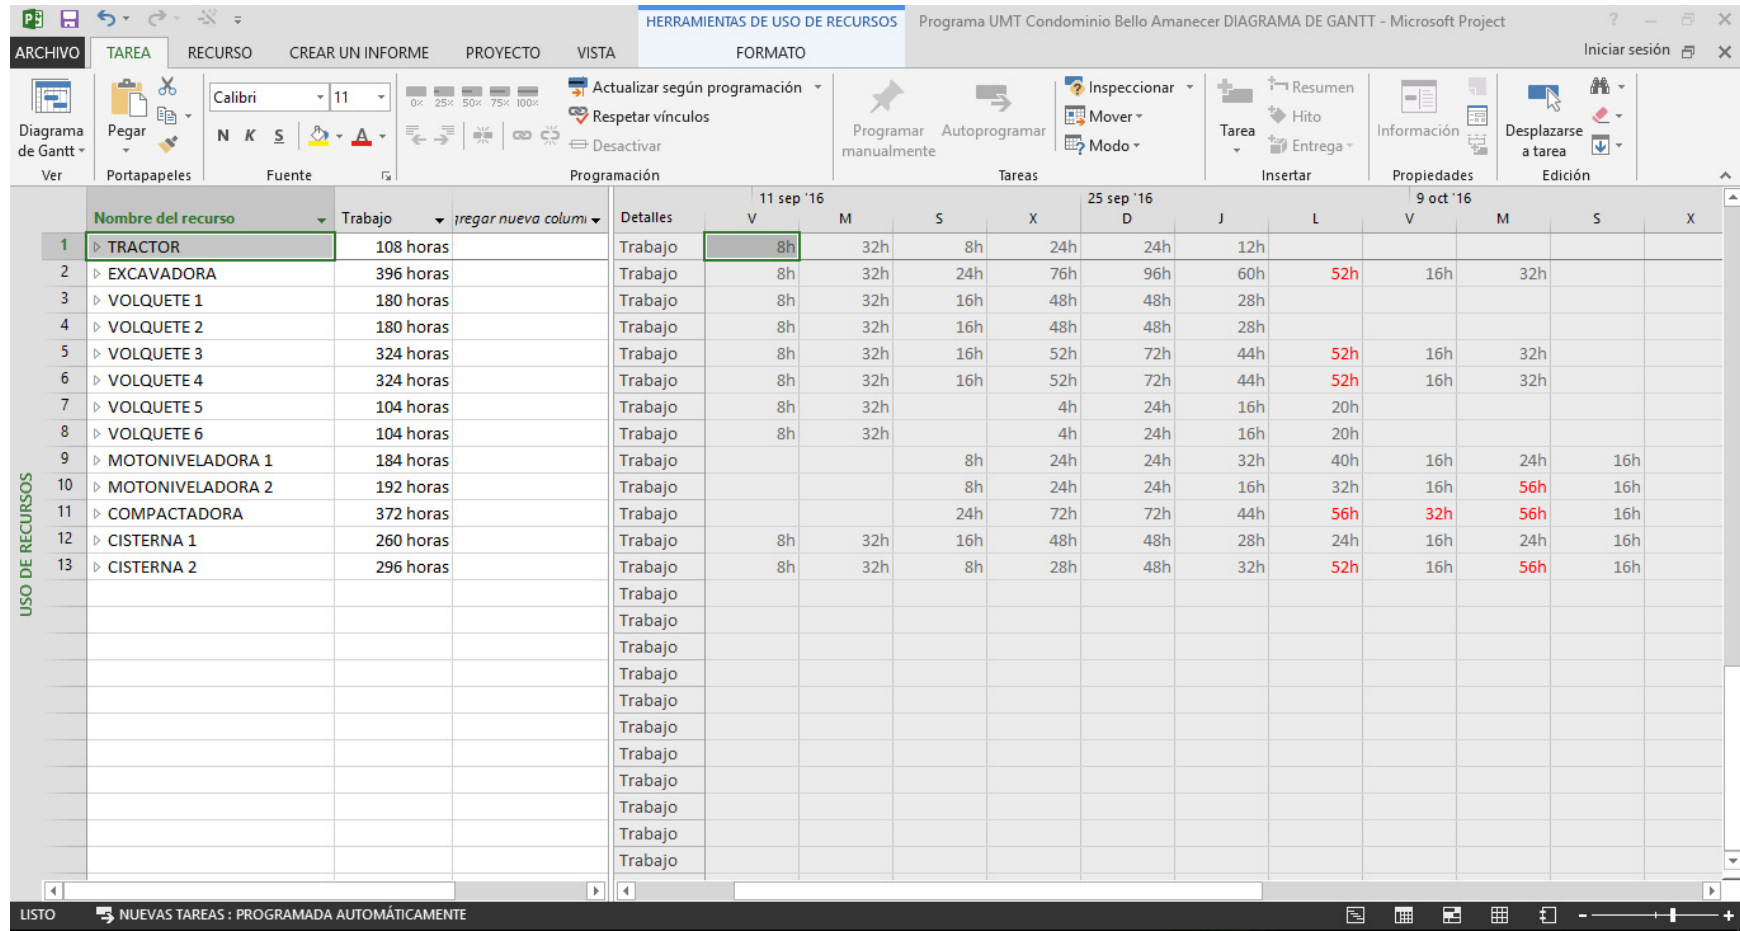 HERRAMIENTAS DE USO DE RECURSOS Programa UMT Condominio Bello Amanecer DIAGRAMA DE GANTT - Microsoft Project
ARCHIVO TAREA RECURSO CREAR UN INFORME PROYECTO VISTA FORMATO Iniciar sesión
Diagrama de Gantt
Ver
Pegar
Portapapeles
Calibri 11
N K S A
Fuente
0% 25% 50% 75% 100%
Actualizar según programación
Respetar vínculos
Desactivar
Programación
Programar manualmente
Autoprogramar
Inspeccionar
Mover
Modo
Tareas
Tarea
Resumen
Hito
Entrega
Insertar
Información
Propiedades
Desplazarse a tarea
Edición
11 sep '16 25 sep '16 9 oct '16
Nombre del recurso Trabajo gregar nueva colum Detalles V M S X D J L V M S X
1 TRACTOR 108 horas Trabajo 8h 32h 8h 24h 24h 12h
2 EXCAVADORA 396 horas Trabajo 8h 32h 24h 76h 96h 60h 52h 16h 32h
3 VOLQUETE 1 180 horas Trabajo 8h 32h 16h 48h 48h 28h
4 VOLQUETE 2 180 horas Trabajo 8h 32h 16h 48h 48h 28h
5 VOLQUETE 3 324 horas Trabajo 8h 32h 16h 52h 72h 44h 52h 16h 32h
6 VOLQUETE 4 324 horas Trabajo 8h 32h 16h 52h 72h 44h 52h 16h 32h
7 VOLQUETE 5 104 horas Trabajo 8h 32h 4h 24h 16h 20h
8 VOLQUETE 6 104 horas Trabajo 8h 32h 4h 24h 16h 20h
9 MOTONIVELADORA 1 184 horas Trabajo 8h 24h 24h 32h 40h 16h 24h 16h
10 MOTONIVELADORA 2 192 horas Trabajo 8h 24h 24h 16h 32h 16h 56h 16h
11 COMPACTADORA 372 horas Trabajo 24h 72h 72h 44h 56h 32h 56h 16h
12 CISTERNA 1 260 horas Trabajo 8h 32h 16h 48h 48h 28h 24h 16h 24h 16h
13 CISTERNA 2 296 horas Trabajo 8h 32h 8h 28h 48h 32h 52h 16h 56h 16h
Trabajo
Trabajo
Trabajo
Trabajo
Trabajo
Trabajo
Trabajo
Trabajo
Trabajo
Trabajo
Trabajo
USO DE RECURSOS
LISTO NUEVAS TAREAS : PROGRAMADA AUTOMÁTICAMENTE